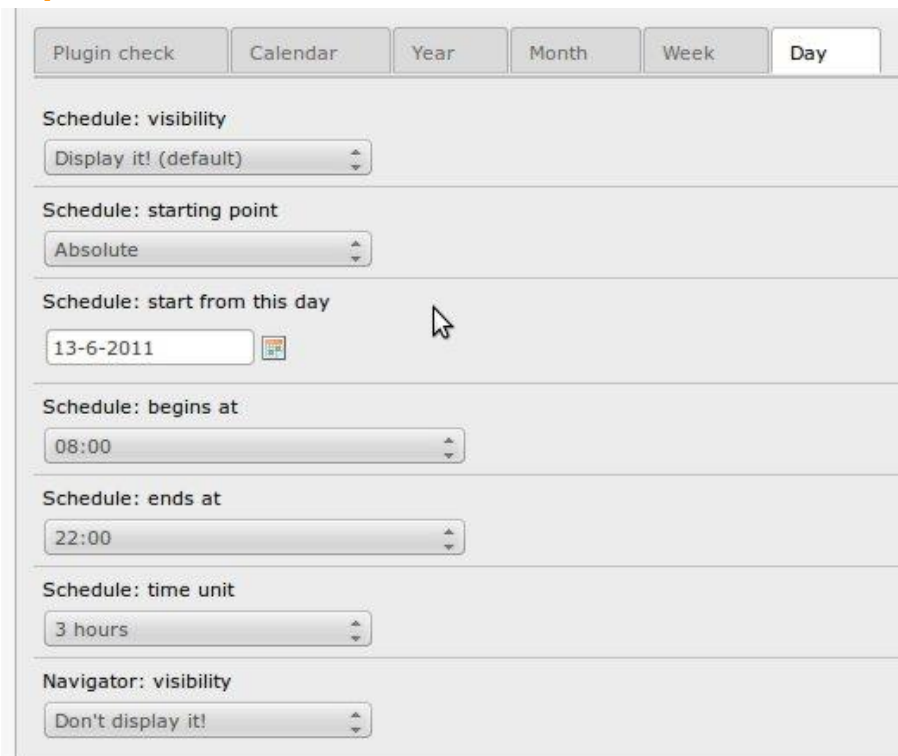 Plugin check Calendar Year Month Week Day
Schedule: visibility
Display it! (default)
Schedule: starting point
Absolute
Schedule: start from this day
13-6-2011
Schedule: begins at
08:00
Schedule: ends at
22:00
Schedule: time unit
3 hours
Navigator: visibility
Don't display it!